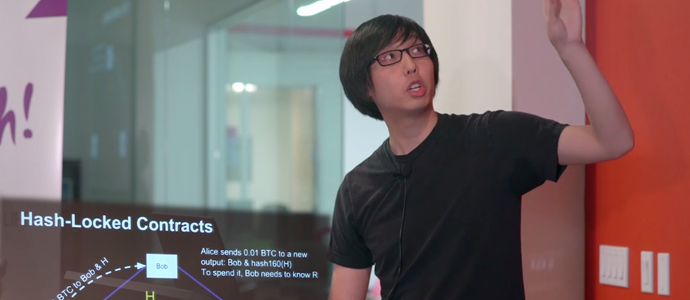 h!
Hash-Locked Contracts
Alice sends 0.01 BTC to a new
output: Bob & hash160(H)
To spend it, Bob needs to know R
Bob
BTC to Bob & H
H